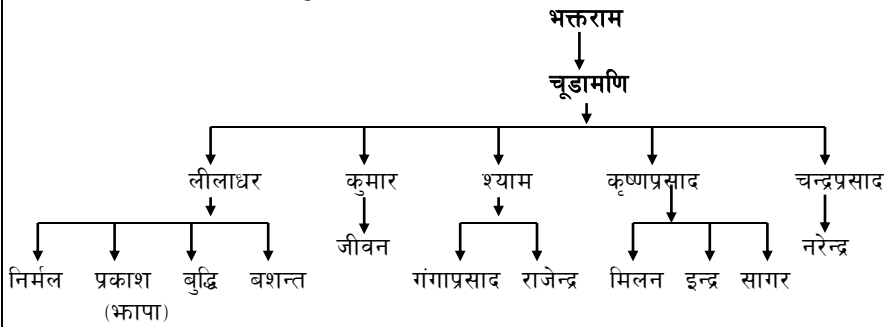 भक्तराम
चूडामणि
लीलाधर कुमार श्याम कृष्णप्रसाद चन्द्रप्रसाद
जीवन नरेन्द्र
निर्मल प्रकाश बुद्धि बशन्त गंगाप्रसाद राजेन्द्र मिलन इन्द्र सागर
(झापा)